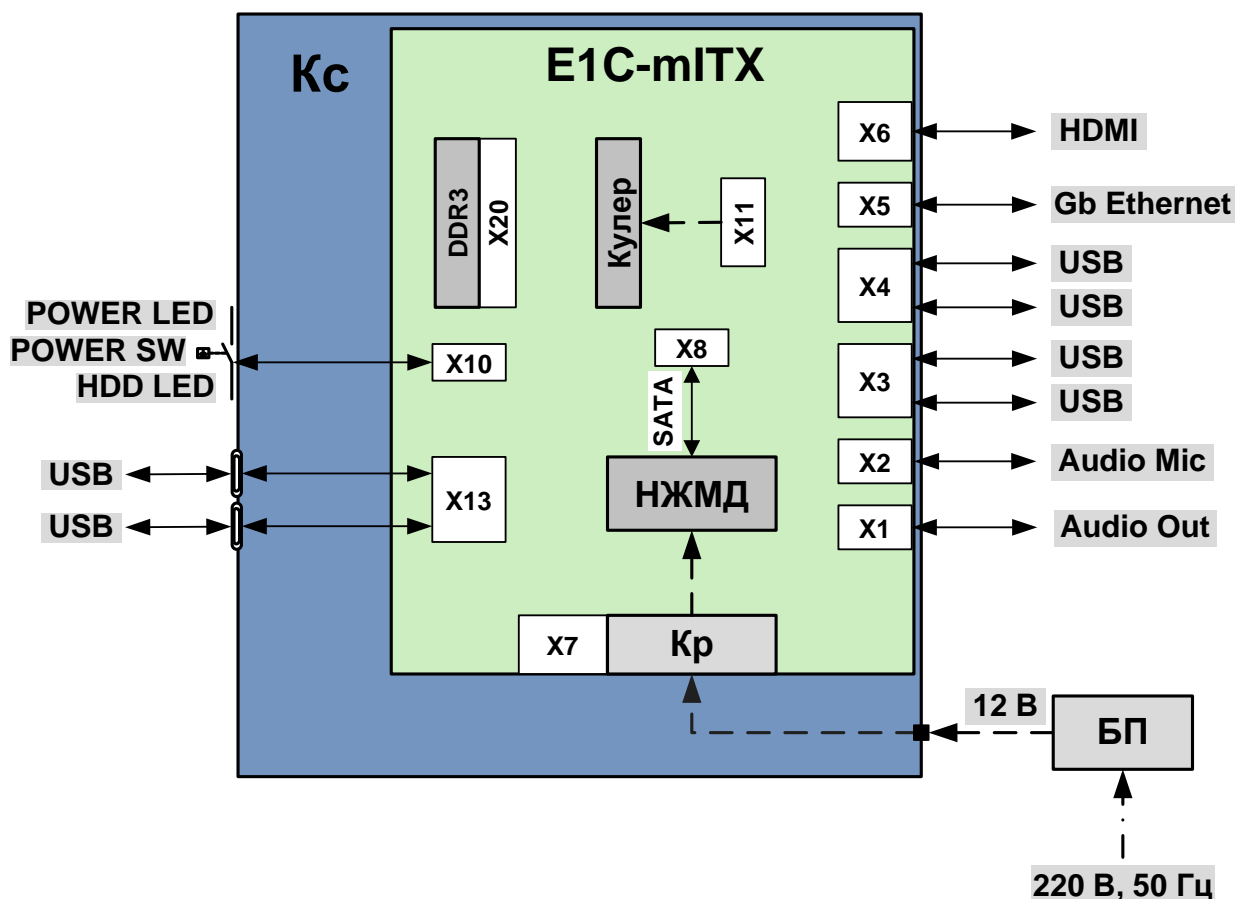 Кс
E1C-mITX
X6
HDMI
X5
Gb Ethernet
DDR3
X20
Кулер
X11
X4
USB
USB
POWER LED
POWER SW
HDD LED
X10
X8
SATA
X3
USB
USB
X2
Audio Mic
USB
USB
X13
НЖМД
X1
Audio Out
X7
Кр
12 В
БП
220 В, 50 Гц